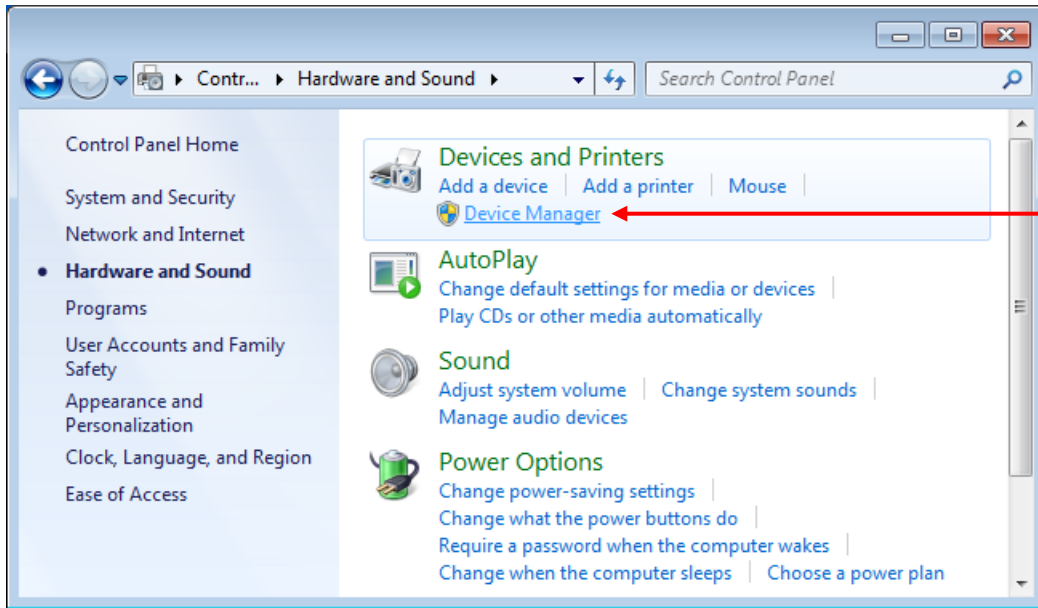 Contr... Hardware and Sound Search Control Panel
Control Panel Home
System and Security
Network and Internet
Hardware and Sound
Programs
User Accounts and Family
Safety
Appearance and
Personalization
Clock, Language, and Region
Ease of Access
Devices and Printers
Add a device Add a printer Mouse
Device Manager
AutoPlay
Change default settings for media or devices
Play CDs or other media automatically
Sound
Adjust system volume Change system sounds
Manage audio devices
Power Options
Change power-saving settings
Change what the power buttons do
Require a password when the computer wakes
Change when the computer sleeps Choose a power plan